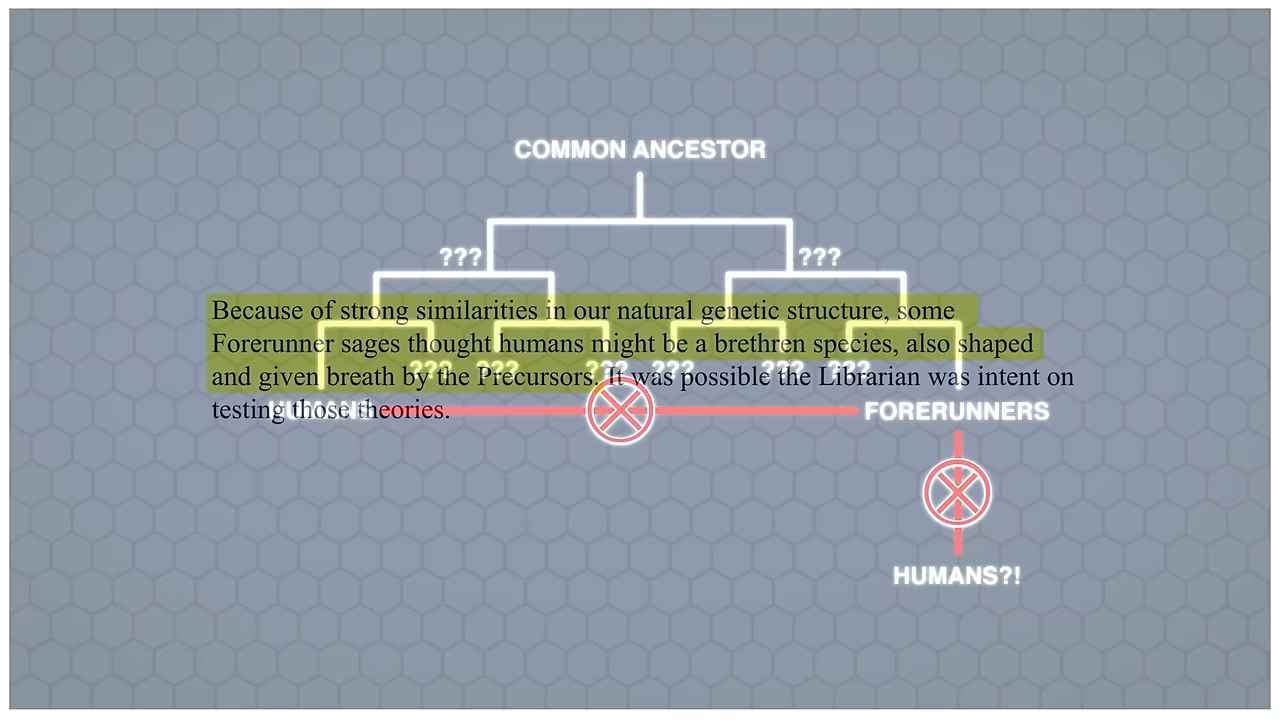 COMMON ANCESTOR
??? ???
Because of strong similarities in our natural genetic structure, some
Forerunner sages thought humans might be a brethren species, also shaped
??? ??? ??? ??? ??? ???
and given breath by the Precursors. It was possible the Librarian was intent on
testing those theories.
HUMANS FORERUNNERS
HUMANS?!